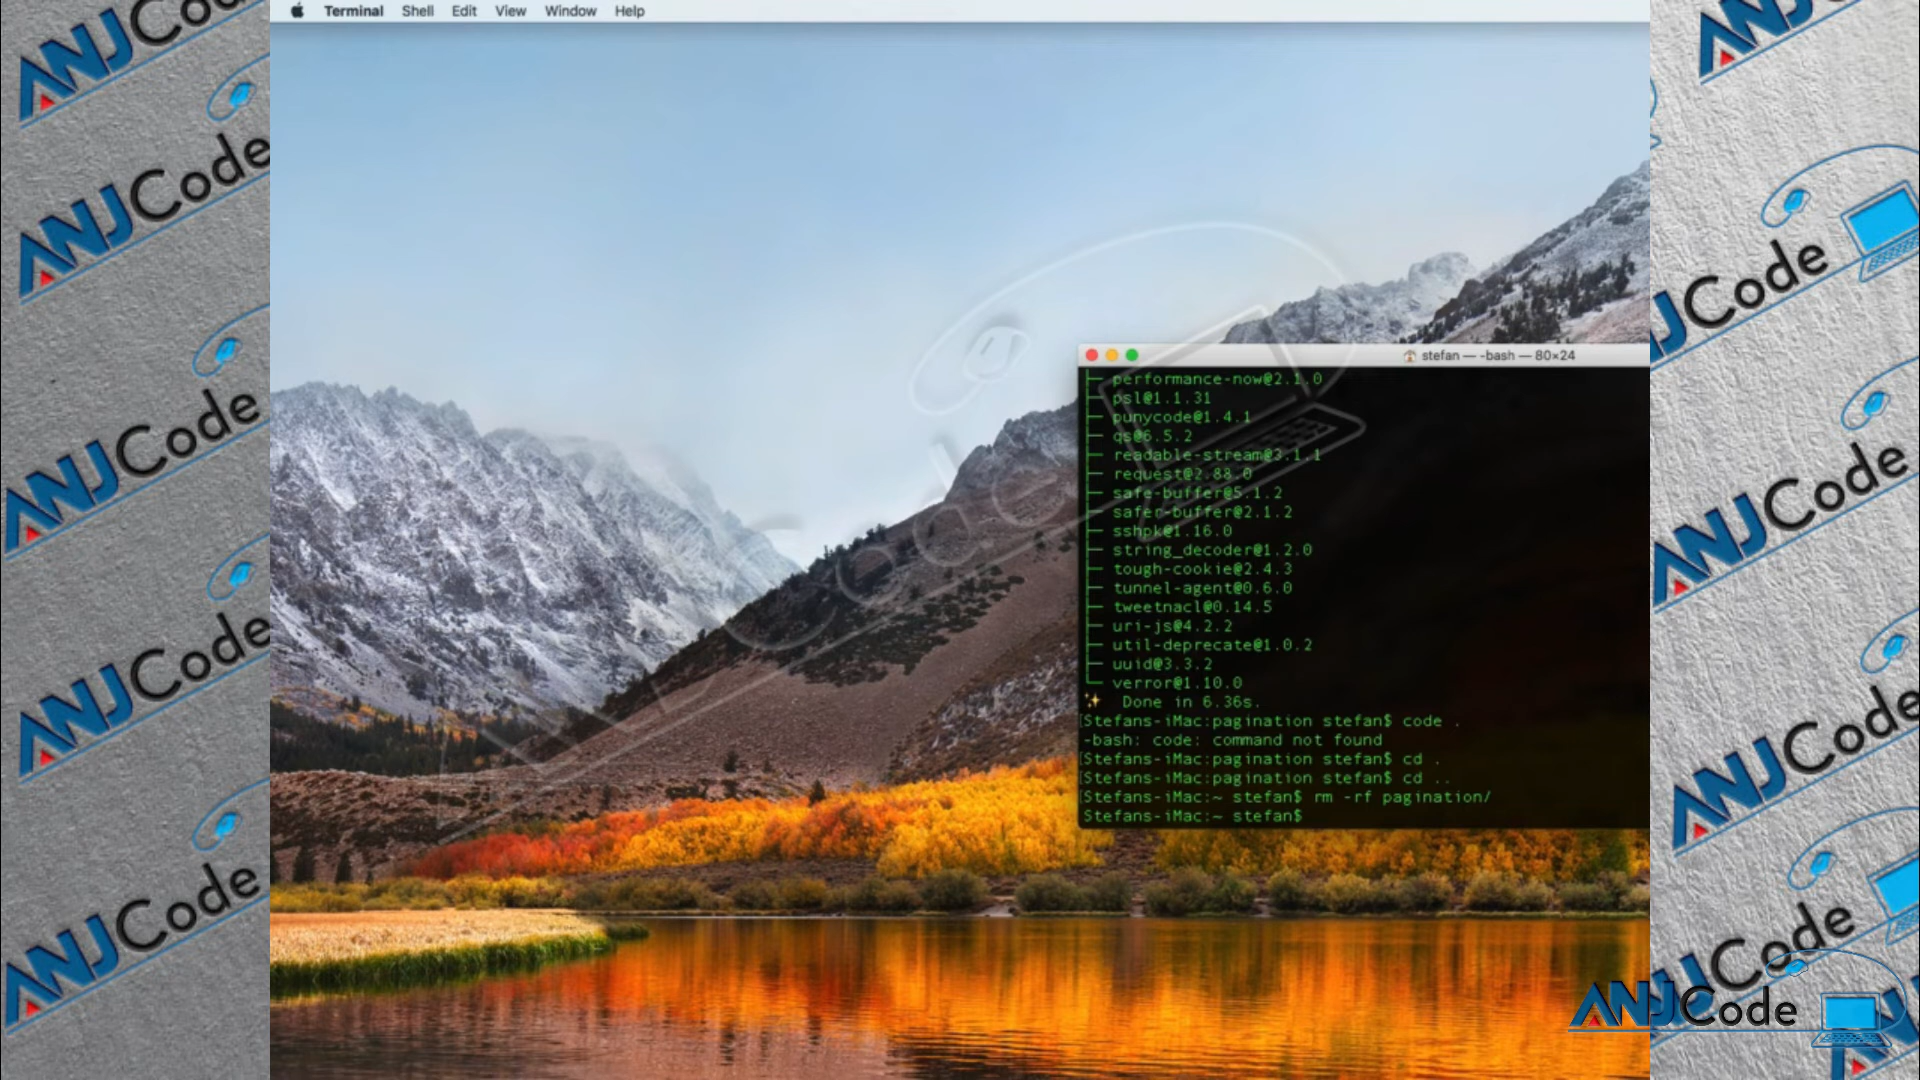 Terminal Shell Edit View Window Help
stefan — -bash — 80×24
performance-now@2.1.0
psl@1.1.31
punycode@1.4.1
qs@6.5.2
readable-stream@3.1.1
request@2.88.0
safe-buffer@5.1.2
safer-buffer@2.1.2
sshpk@1.16.0
string_decoder@1.2.0
tough-cookie@2.4.3
tunnel-agent@0.6.0
tweetnacl@0.14.5
uri-js@4.2.2
util-deprecate@1.0.2
uuid@3.3.2
verror@1.10.0
✨ Done in 6.36s.
[Stefans-iMac:pagination stefan$ code .
-bash: code: command not found
[Stefans-iMac:pagination stefan$ cd .
[Stefans-iMac:pagination stefan$ cd ..
[Stefans-iMac:~ stefan$ rm -rf pagination/
Stefans-iMac:~ stefan$
ANJCode
ANJCode
ANJCode
ANJCode
ANJCode
Code
ANJCode
ANJCode
ANJCode
ANJCode